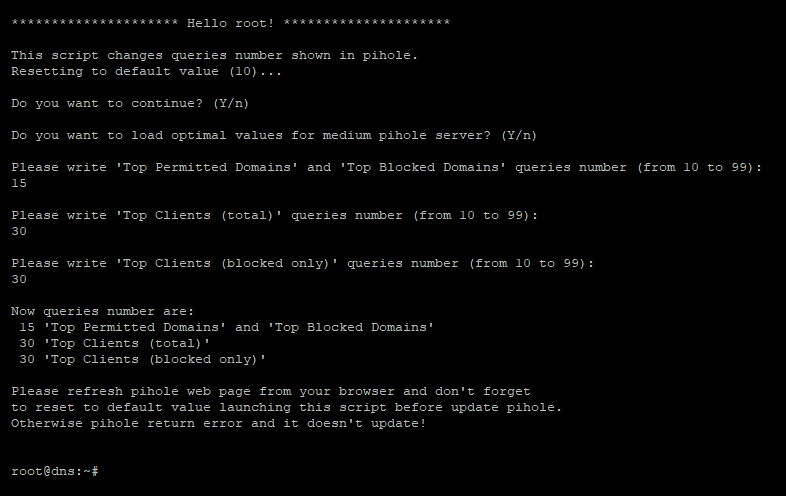 ********************* Hello root! *********************
This script changes queries number shown in pihole.
Resetting to default value (10)...
Do you want to continue? (Y/n)
Do you want to load optimal values for medium pihole server? (Y/n)
Please write 'Top Permitted Domains' and 'Top Blocked Domains' queries number (from 10 to 99):
15
Please write 'Top Clients (total)' queries number (from 10 to 99):
30
Please write 'Top Clients (blocked only)' queries number (from 10 to 99):
30
Now queries number are:
15 'Top Permitted Domains' and 'Top Blocked Domains'
30 'Top Clients (total)'
30 'Top Clients (blocked only)'
Please refresh pihole web page from your browser and don't forget
to reset to default value launching this script before update pihole.
Otherwise pihole return error and it doesn't update!
root@dns:~#